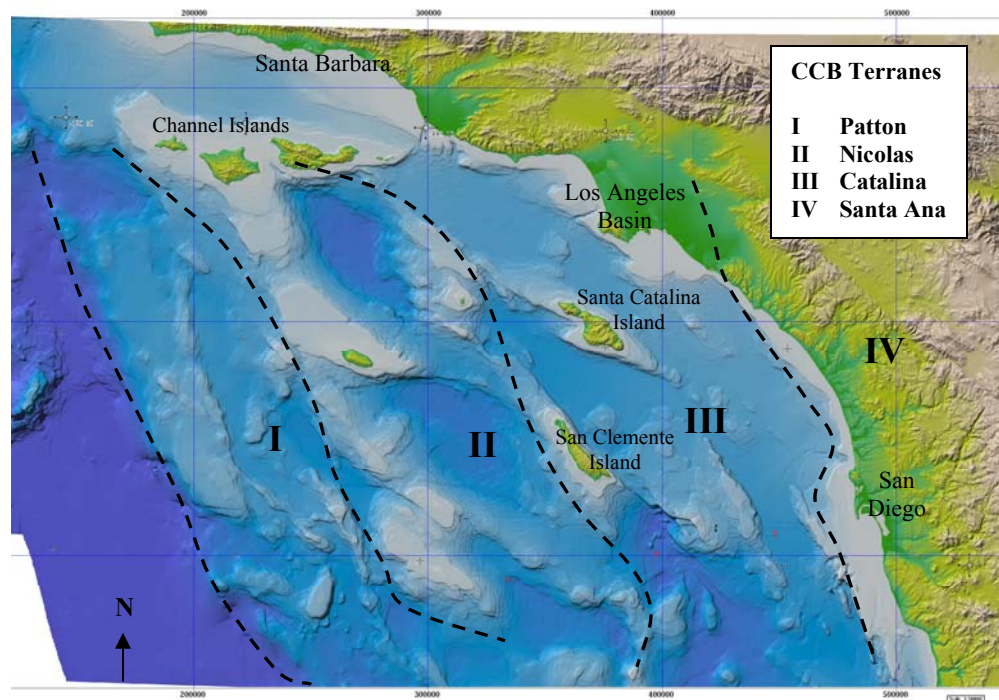 200000 300000 400000 500000
Santa Barbara
CCB Terranes
I Patton
II Nicolas
III Catalina
IV Santa Ana
Channel Islands
Los Angeles
Basin
Santa Catalina
Island
IV
III
I
II
San Clemente
Island
San
Diego
N
200000 300000 400000 500000